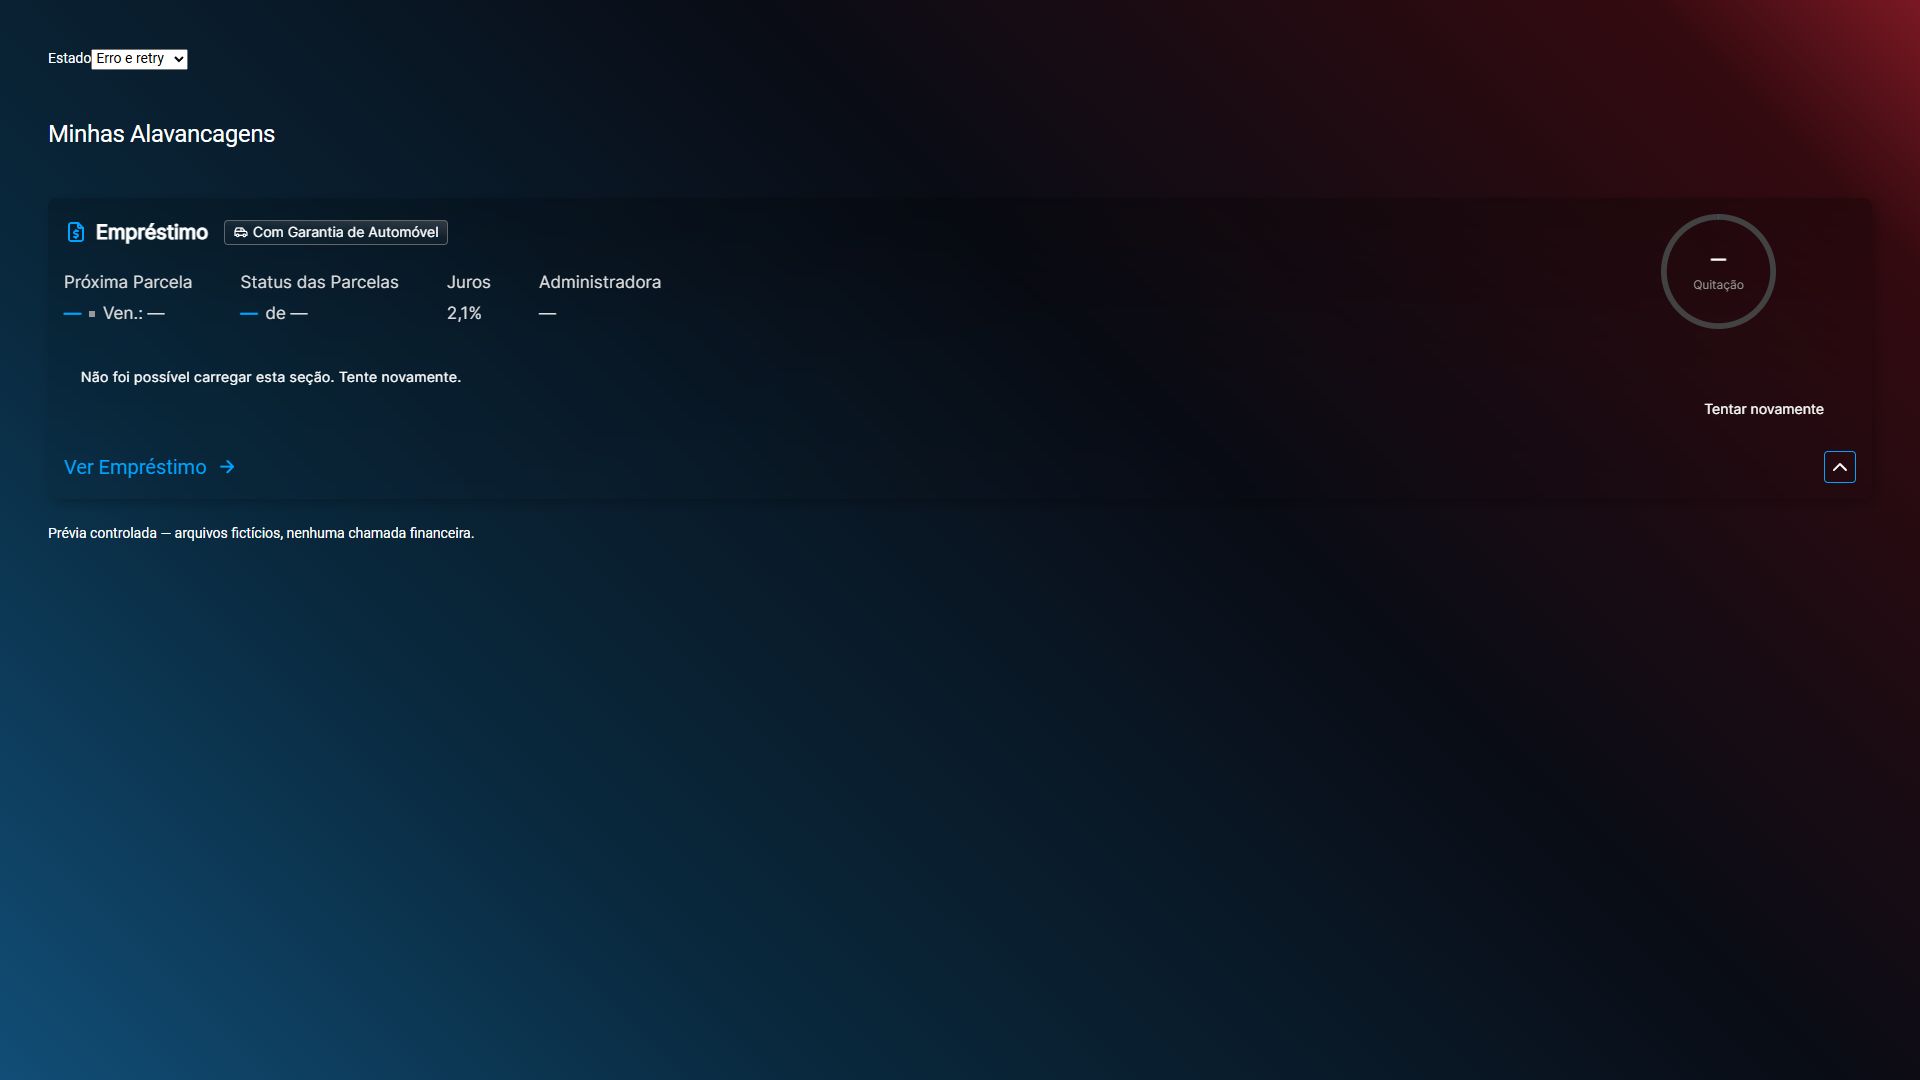 Estado Erro e retry
Minhas Alavancagens
Empréstimo Com Garantia de Automóvel
—
Quitação
Próxima Parcela Status das Parcelas Juros Administradora
— ▪ Ven.: — — de — 2,1% —
Não foi possível carregar esta seção. Tente novamente.
Tentar novamente
Ver Empréstimo →
Prévia controlada — arquivos fictícios, nenhuma chamada financeira.